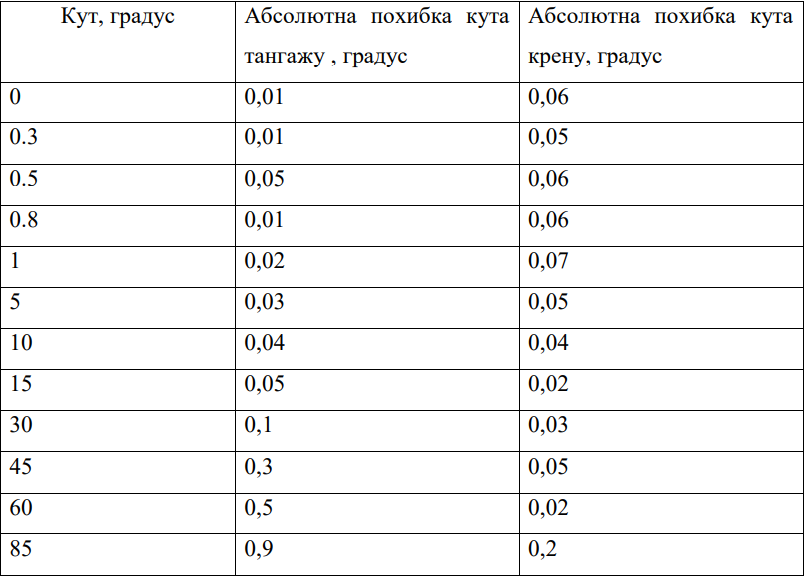 Кут, градус Абсолютна похибка кута Абсолютна похибка кута
тангажу , градус крену, градус
0 0,01 0,06
0.3 0,01 0,05
0.5 0,05 0,06
0.8 0,01 0,06
1 0,02 0,07
5 0,03 0,05
10 0,04 0,04
15 0,05 0,02
30 0,1 0,03
45 0,3 0,05
60 0,5 0,02
85 0,9 0,2